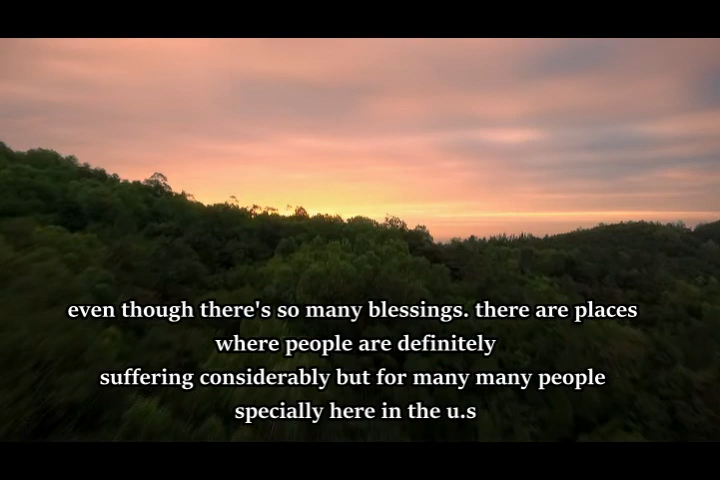 even though there's so many blessings. there are places
where people are definitely
suffering considerably but for many many people
specially here in the u.s